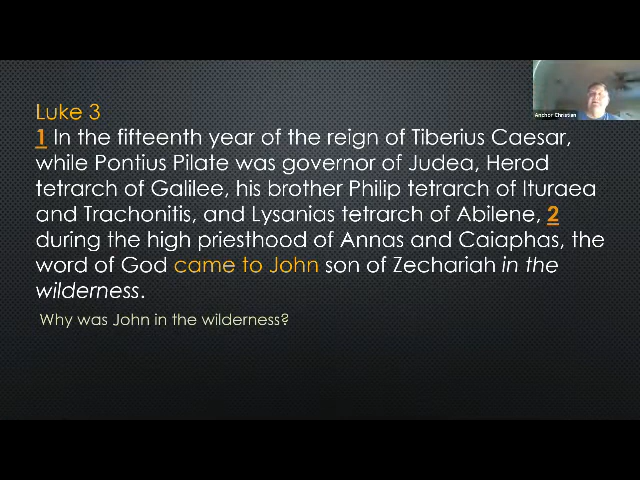 Anchor Christian
Luke 3
1 In the fifteenth year of the reign of Tiberius Caesar,
while Pontius Pilate was governor of Judea, Herod
tetrarch of Galilee, his brother Philip tetrarch of Ituraea
and Trachonitis, and Lysanias tetrarch of Abilene, 2
during the high priesthood of Annas and Caiaphas, the
word of God came to John son of Zechariah in the
wilderness.
Why was John in the wilderness?